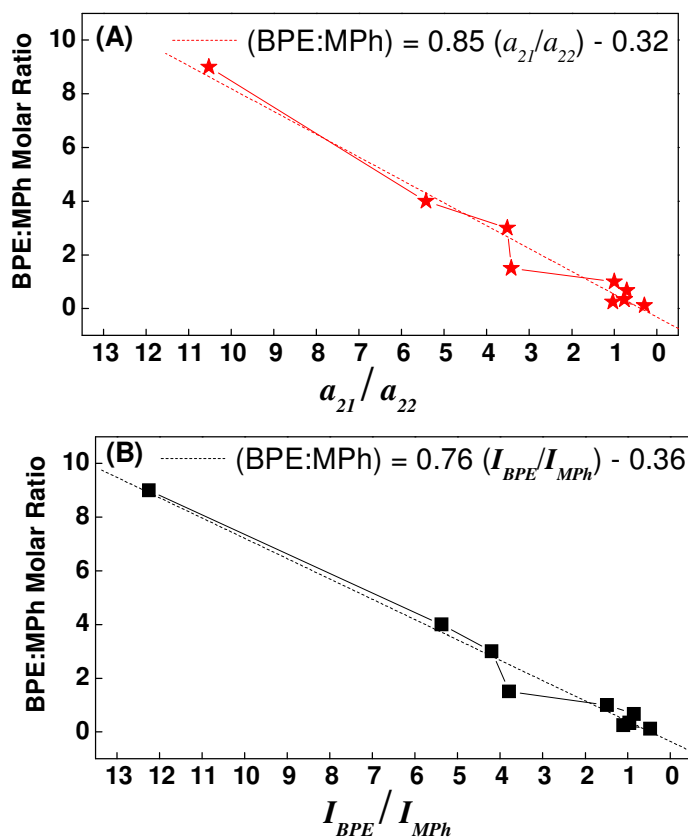 (A)
(BPE:MPh) = 0.85 (a21/a22) - 0.32
BPE:MPh Molar Ratio
10
8
6
4
2
0
13 12 11 10 9 8 7 6 5 4 3 2 1 0
a21/ a22
(B)
(BPE:MPh) = 0.76 (IBPE/IMPh) - 0.36
BPE:MPh Molar Ratio
10
8
6
4
2
0
13 12 11 10 9 8 7 6 5 4 3 2 1 0
IBPE/ IMPh